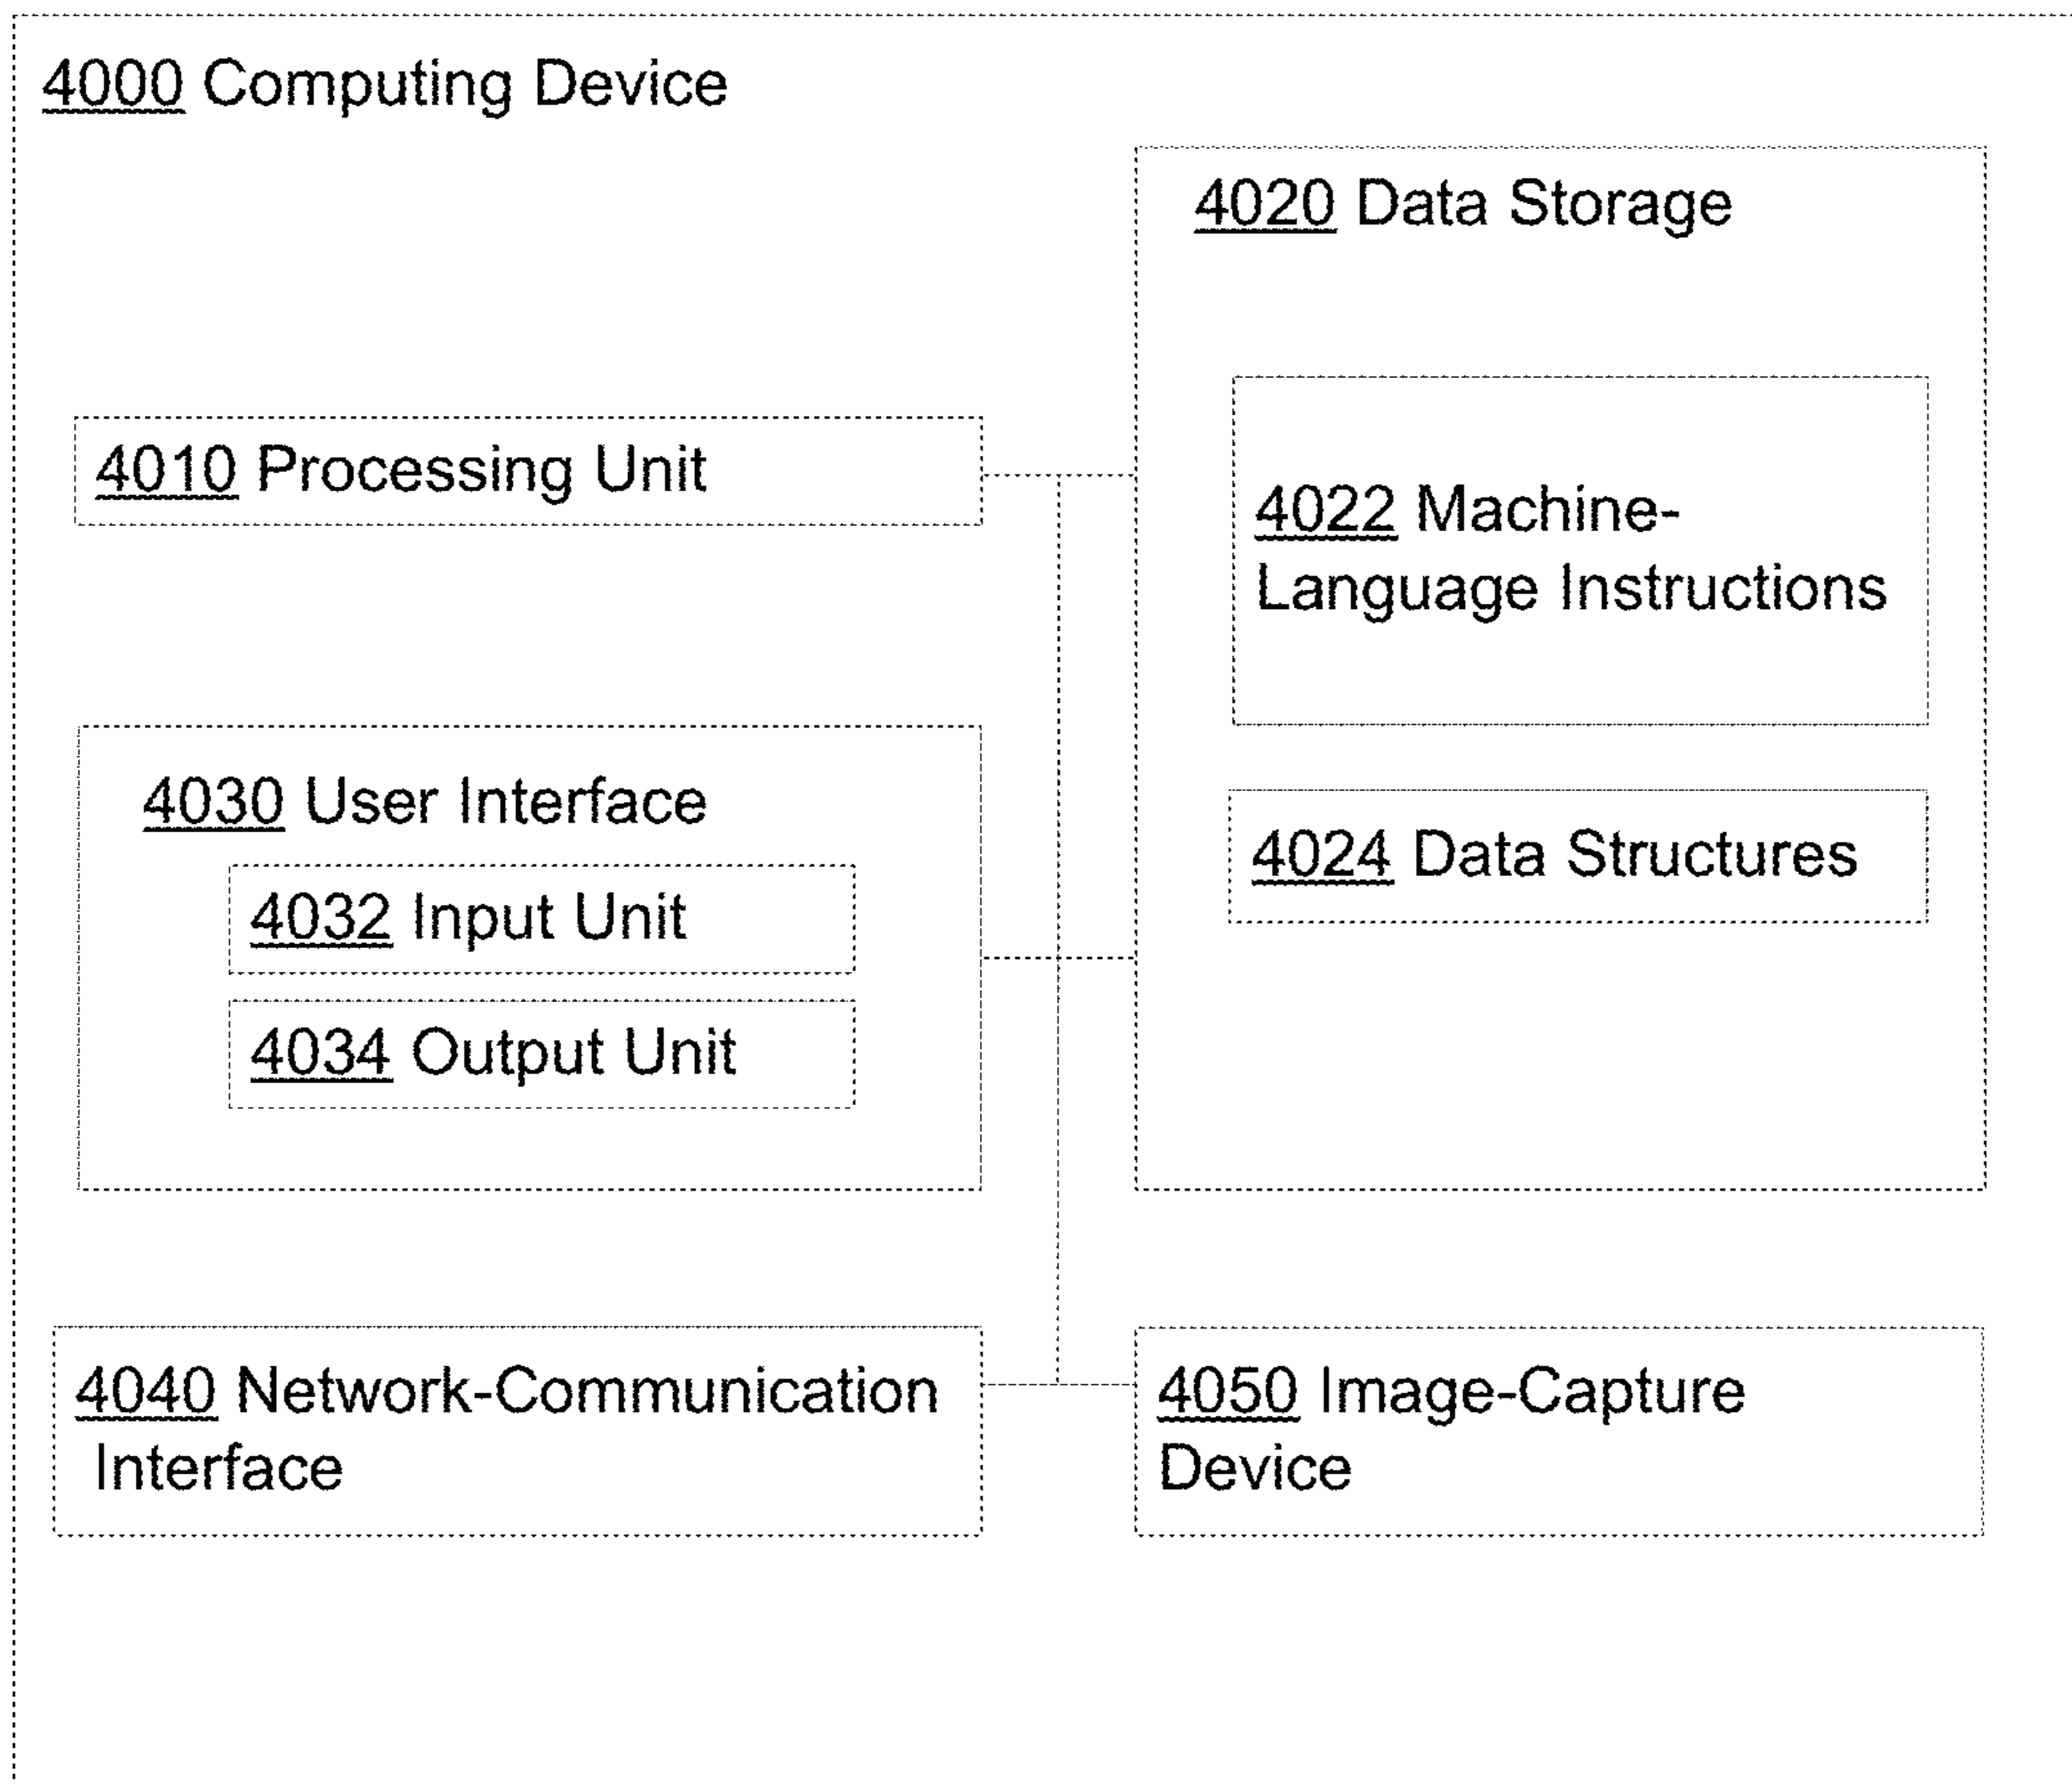 4000 Computing Device
4020 Data Storage
4010 Processing Unit
4022 Machine-
Language Instructions
4030 User Interface
4024 Data Structures
4032 Input Unit
4034 Output Unit
4040 Network-Communication
Interface
4050 Image-Capture
Device